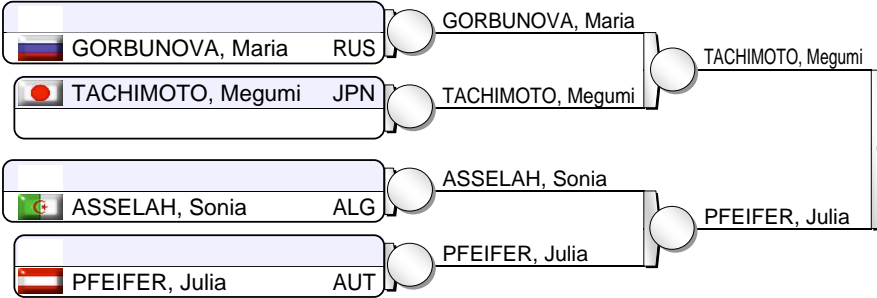 GORBUNOVA, Maria
GORBUNOVA, Maria RUS
TACHIMOTO, Megumi
TACHIMOTO, Megumi JPN
TACHIMOTO, Megumi
ASSELAH, Sonia
ASSELAH, Sonia ALG
PFEIFER, Julia
PFEIFER, Julia
PFEIFER, Julia AUT